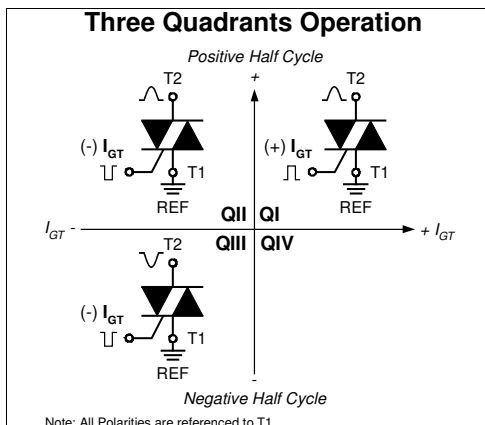 Three Quadrants Operation
Positive Half Cycle
T2
+
T2
(-) IGT
T1
REF
(+) IGT
T1
REF
QII QI
IGT -
+ IGT
QIII QIV
T2
(-) IGT
T1
REF
-
Negative Half Cycle
Note: All Polarities are referenced to T1